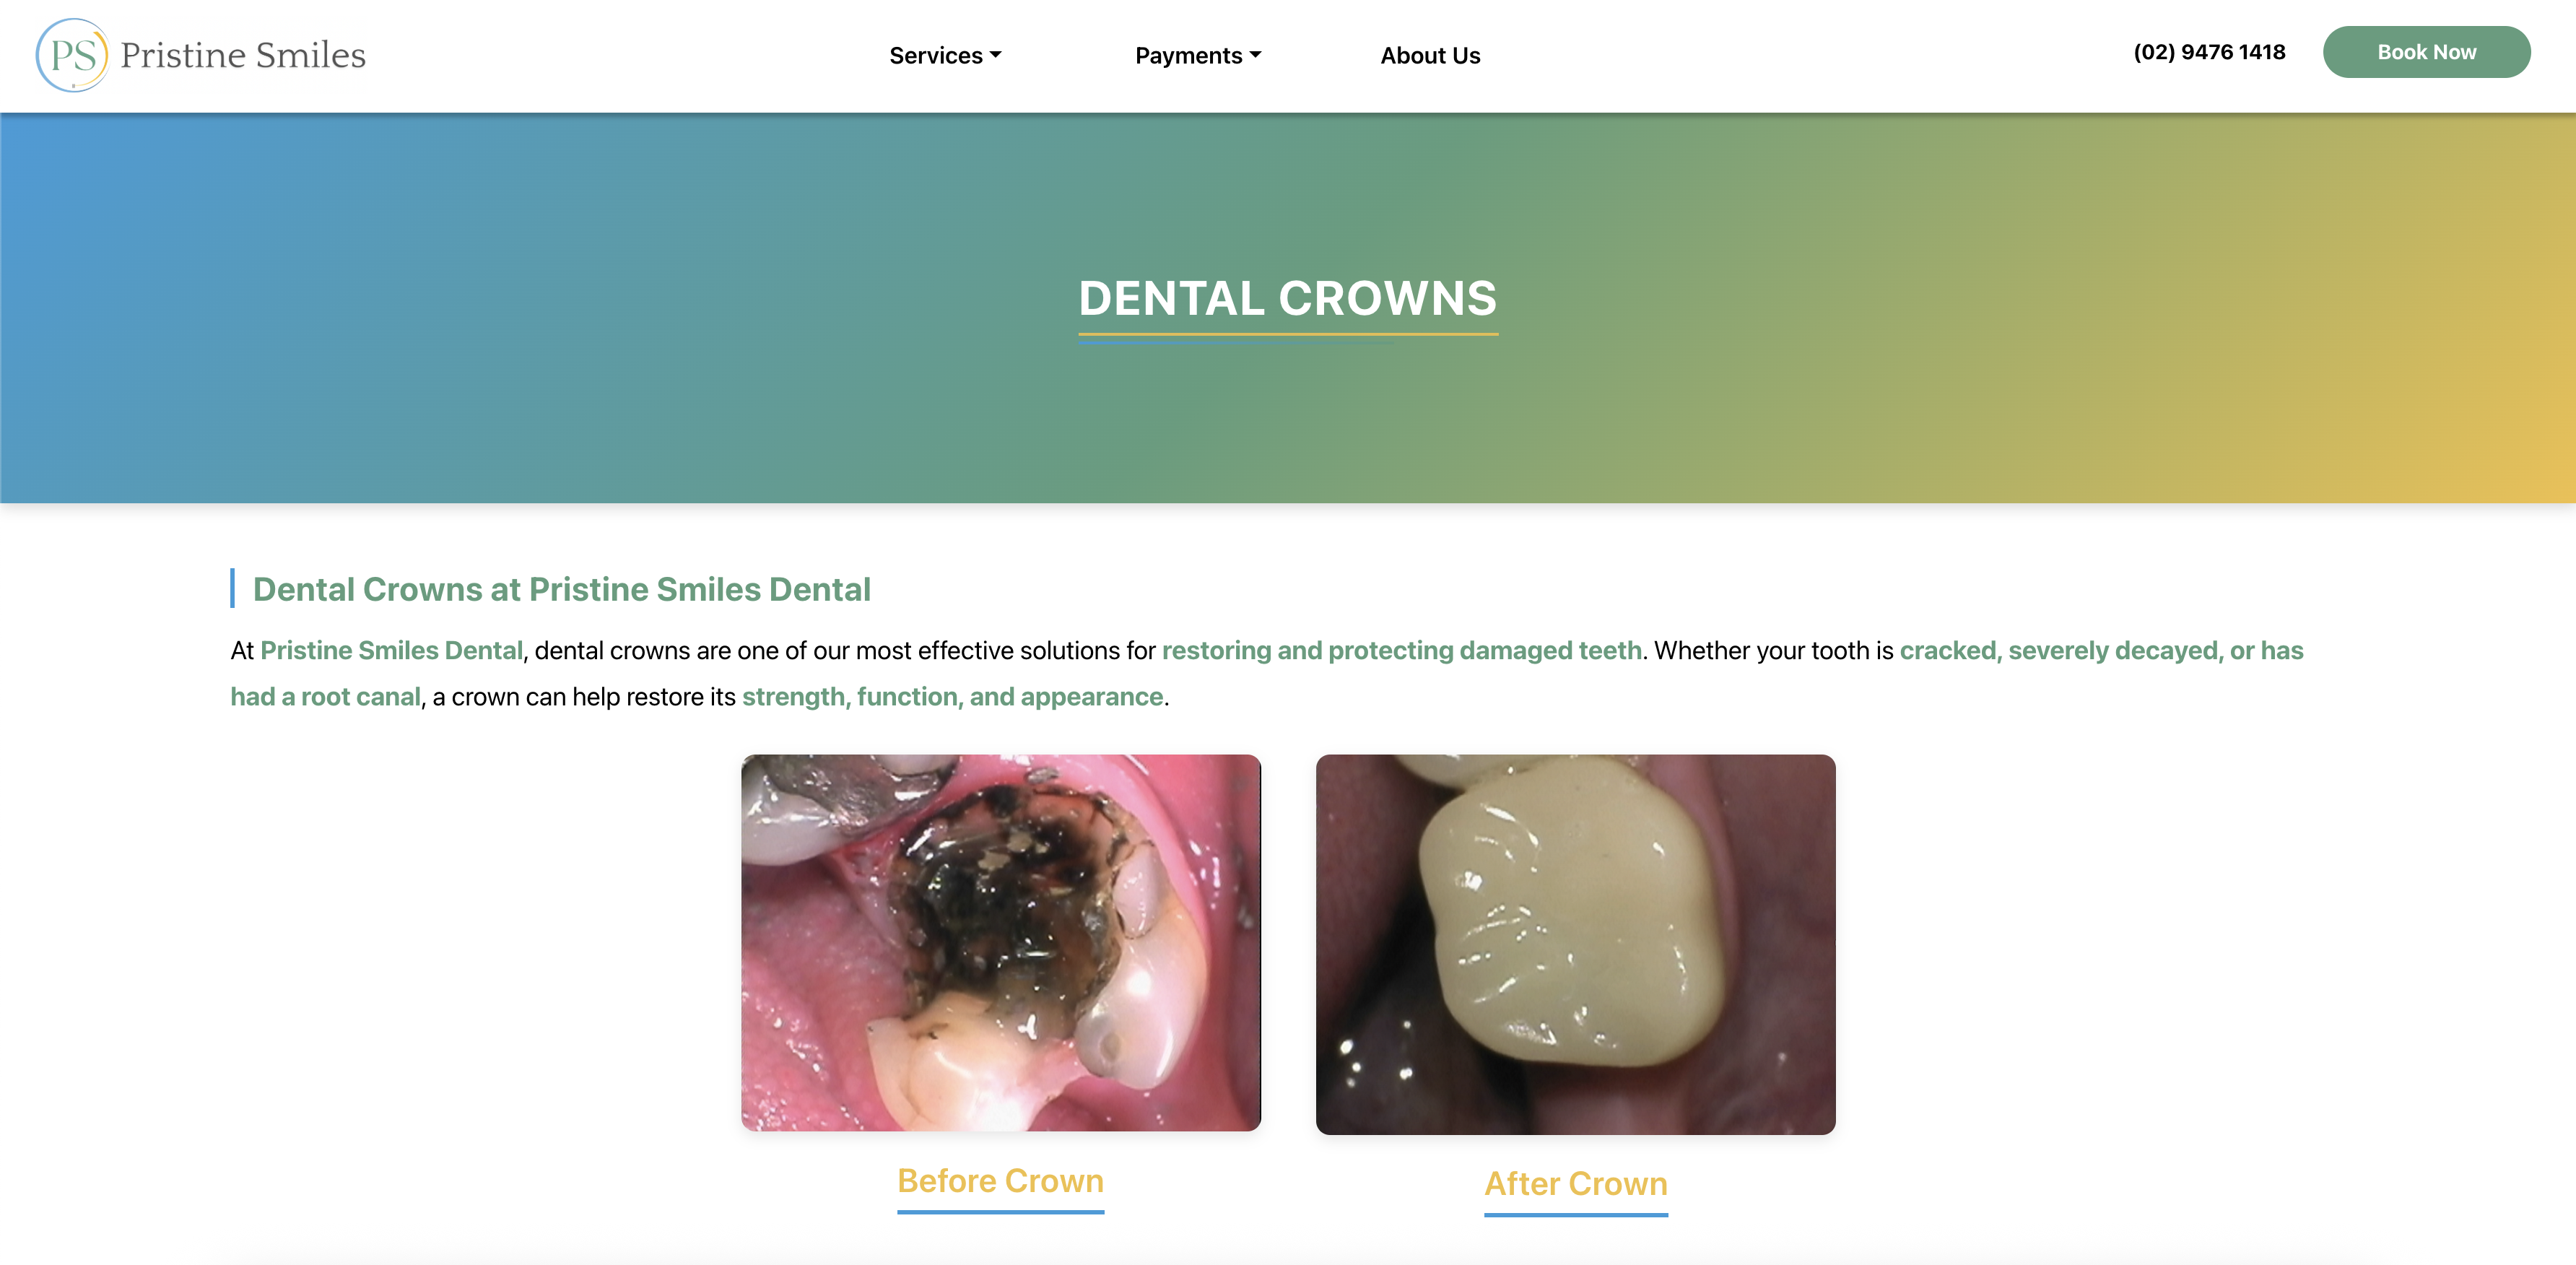 PS Pristine Smiles
Services
Payments
About Us
(02) 9476 1418
Book Now
DENTAL CROWNS
Dental Crowns at Pristine Smiles Dental
At Pristine Smiles Dental, dental crowns are one of our most effective solutions for restoring and protecting damaged teeth. Whether your tooth is cracked, severely decayed, or has
had a root canal, a crown can help restore its strength, function, and appearance.
Before Crown
After Crown